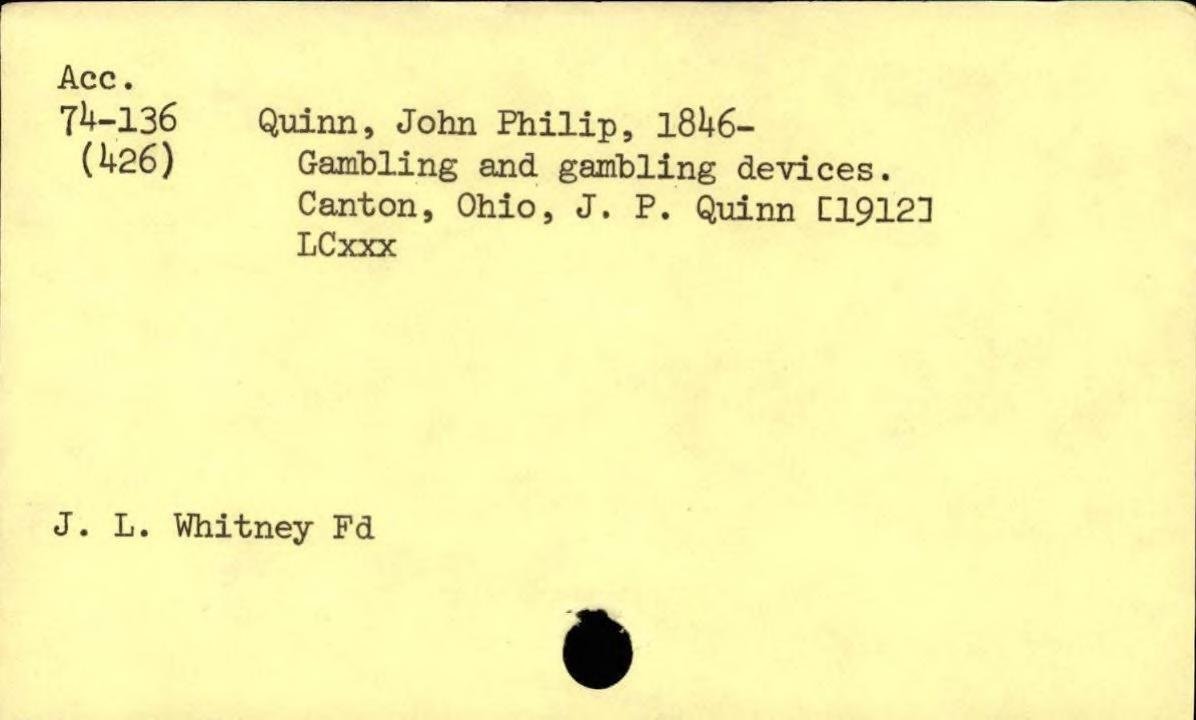 Acc.
74-136 Quinn, John Philip, 1846-
(426) Gambling and gambling devices.
Canton, Ohio, J. P. Quinn [1912]
LCxxx
J. L. Whitney Fd